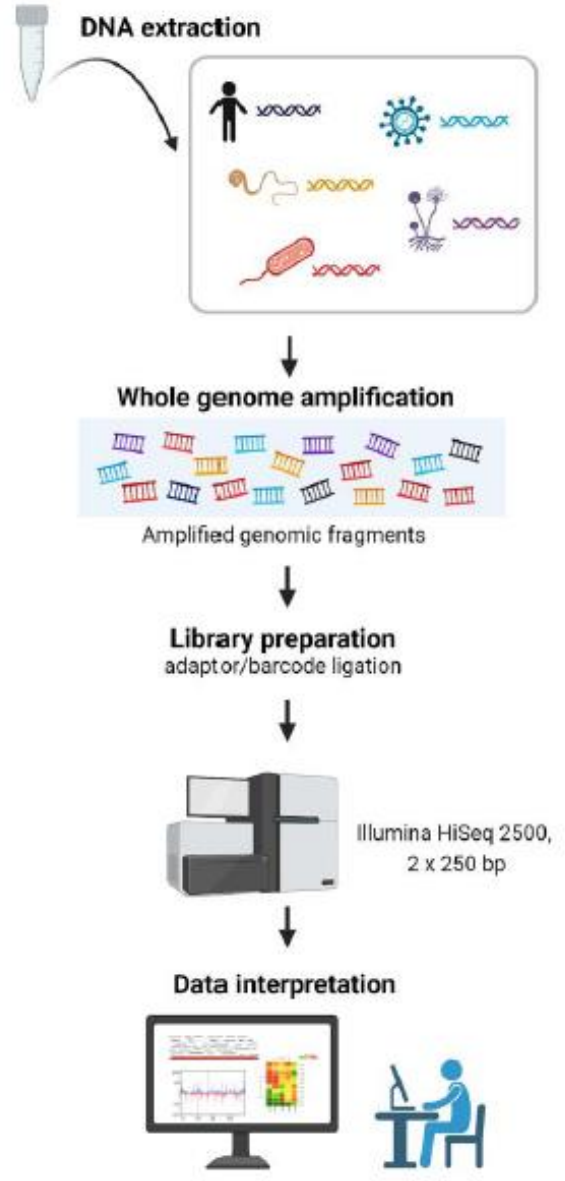 DNA extraction
Whole genome amplification
Amplified genomic fragments
Library preparation
adaptor/barcode ligation
Illumina HiSeq 2500,
2 x 250 bp
Data interpretation